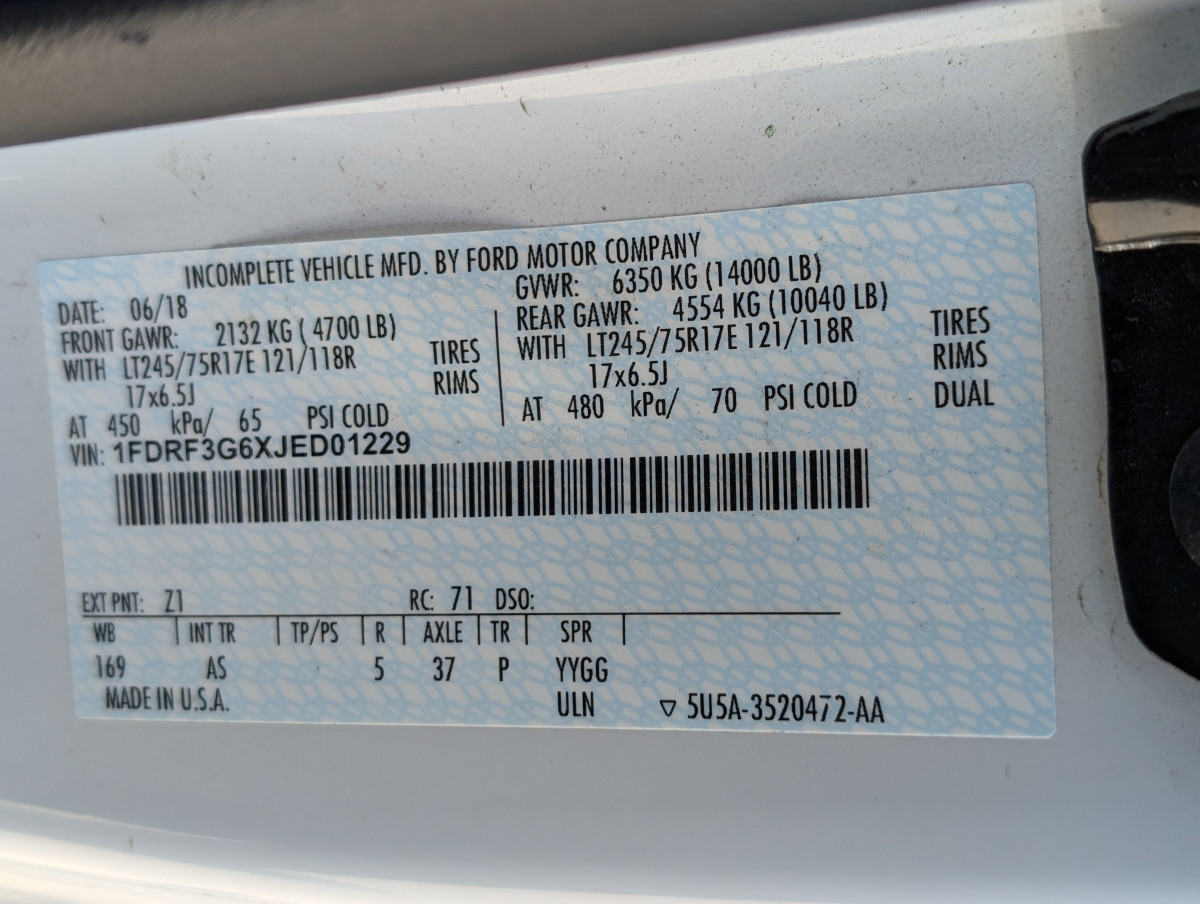 INCOMPLETE VEHICLE MFD. BY FORD MOTOR COMPANY
DATE: 06/18
GVWR: 6350 KG (14000 LB)
FRONT GAWR: 2132 KG ( 4700 LB)
REAR GAWR: 4554 KG (10040 LB)
WITH LT245/75R17E 121/118R TIRES
WITH LT245/75R17E 121/118R TIRES
17x6.5J RIMS
17x6.5J RIMS
AT 450 kPa/ 65 PSI COLD
AT 480 kPa/ 70 PSI COLD DUAL
VIN: 1FDRF3G6XJED01229
EXT PNT: Z1 RC: 71 DSO:
WB INT TR TP/PS R AXLE TR SPR
169 AS 5 37 P YYGG
MADE IN U.S.A. ULN ▽ 5U5A-3520472-AA